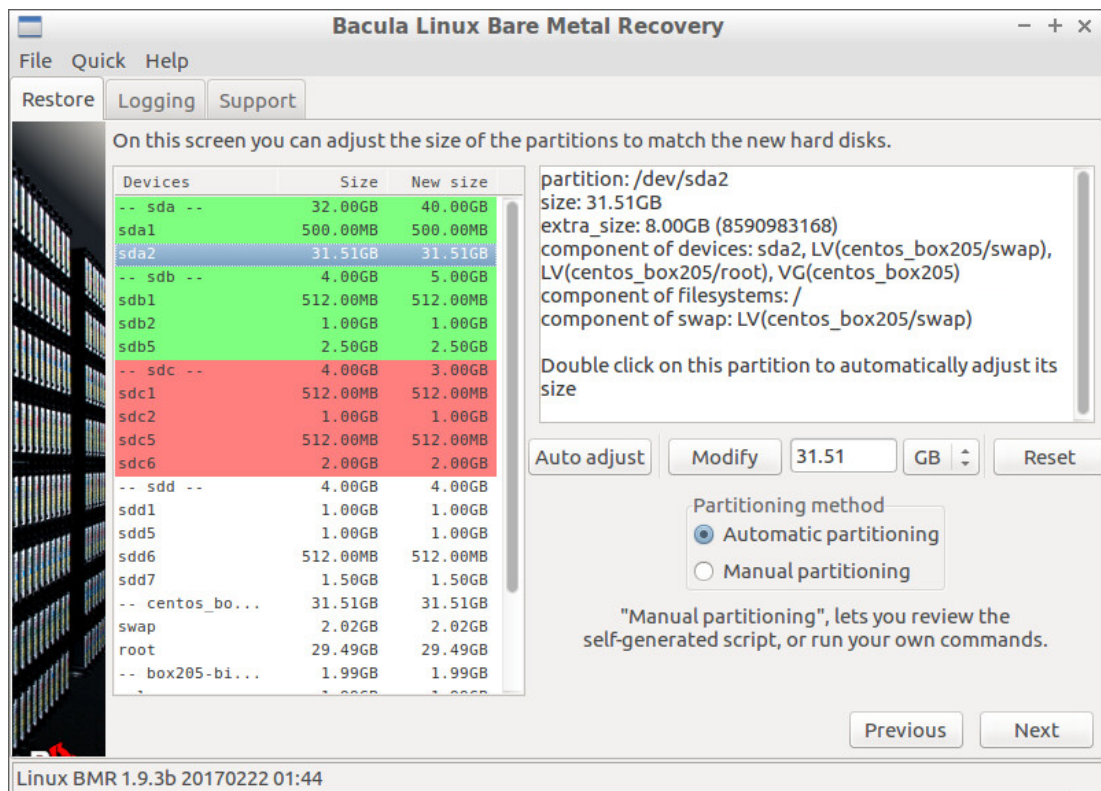 Bacula Linux Bare Metal Recovery
File Quick Help
Restore Logging Support
On this screen you can adjust the size of the partitions to match the new hard disks.
Devices Size New size
-- sda -- 32.00GB 40.00GB
sda1 500.00MB 500.00MB
sda2 31.51GB 31.51GB
-- sdb -- 4.00GB 5.00GB
sdb1 512.00MB 512.00MB
sdb2 1.00GB 1.00GB
sdb5 2.50GB 2.50GB
-- sdc -- 4.00GB 3.00GB
sdc1 512.00MB 512.00MB
sdc2 1.00GB 1.00GB
sdc5 512.00MB 512.00MB
sdc6 2.00GB 2.00GB
-- sdd -- 4.00GB 4.00GB
sdd1 1.00GB 1.00GB
sdd5 1.00GB 1.00GB
sdd6 512.00MB 512.00MB
sdd7 1.50GB 1.50GB
-- centos_bo... 31.51GB 31.51GB
swap 2.02GB 2.02GB
root 29.49GB 29.49GB
-- box205-bi... 1.99GB 1.99GB
partition: /dev/sda2
size: 31.51GB
extra_size: 8.00GB (8590983168)
component of devices: sda2, LV(centos_box205/swap),
LV(centos_box205/root), VG(centos_box205)
component of filesystems: /
component of swap: LV(centos_box205/swap)
Double click on this partition to automatically adjust its
size
Auto adjust Modify 31.51 GB Reset
Partitioning method
Automatic partitioning
Manual partitioning
"Manual partitioning", lets you review the
self-generated script, or run your own commands.
Previous Next
Linux BMR 1.9.3b 20170222 01:44